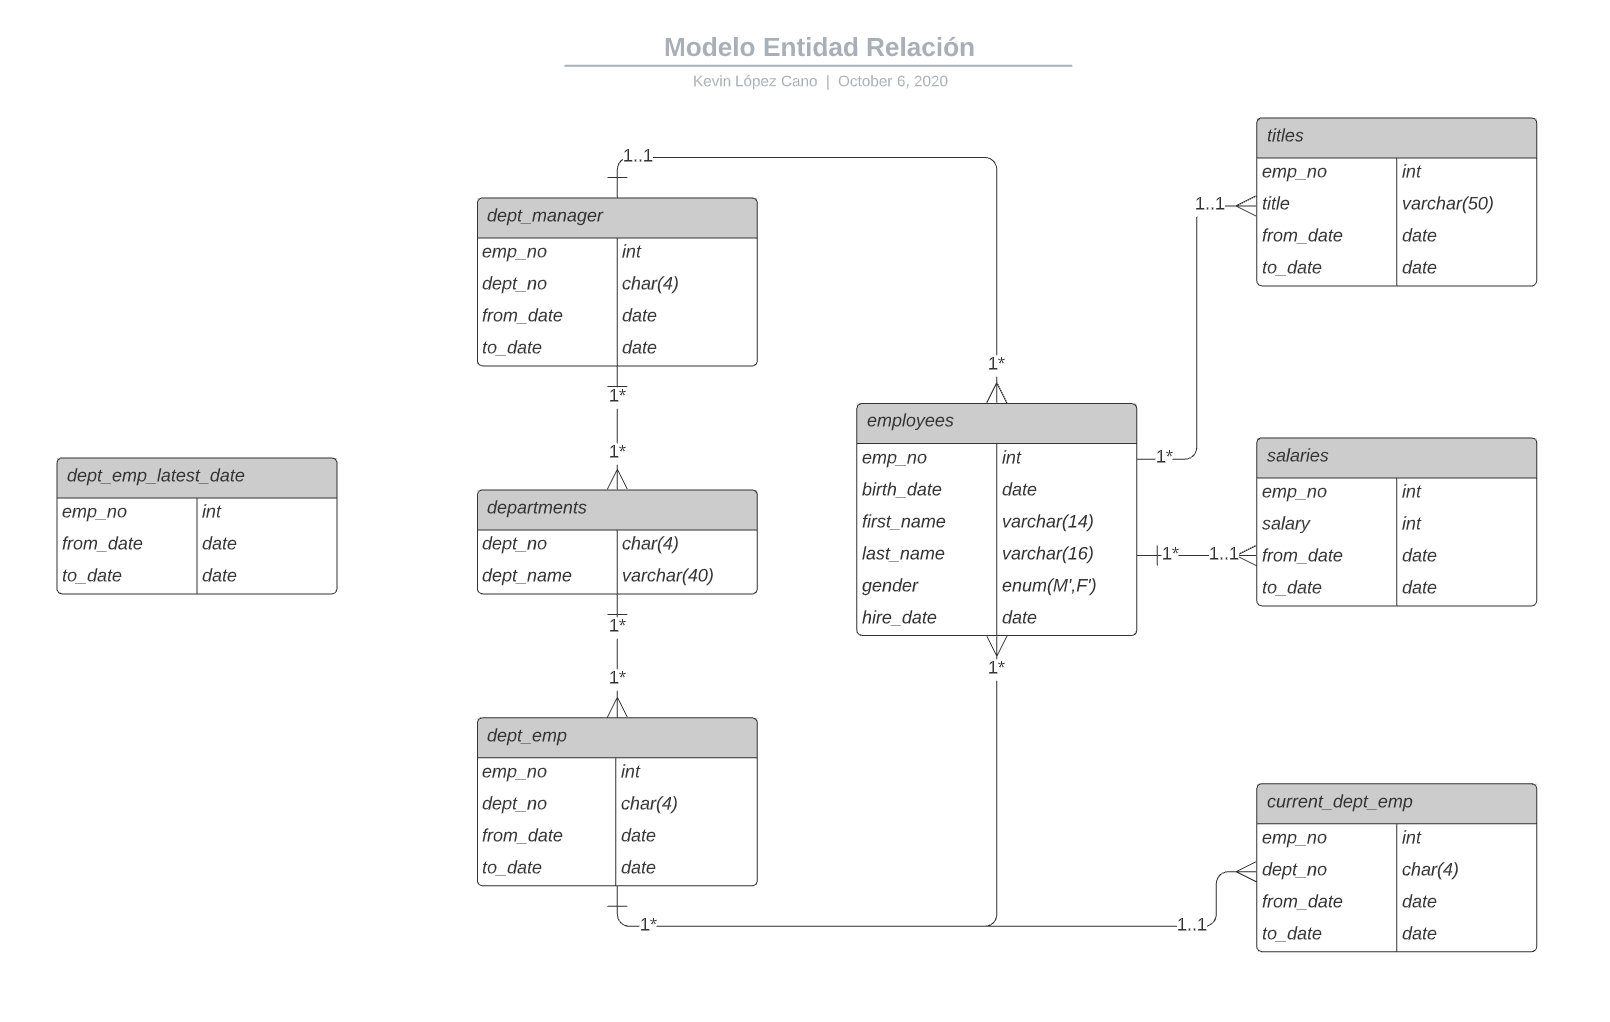 Modelo Entidad Relación
Kevin López Cano | October 6, 2020
titles
emp_no int
title varchar(50)
from_date date
to_date date
1..1
1*
1..1
dept_manager
emp_no int
dept_no char(4)
from_date date
to_date date
1*
1*
employees
emp_no int
birth_date date
first_name varchar(14)
last_name varchar(16)
gender enum(M',F')
hire_date date
1*
1*
1..1
1*
salaries
emp_no int
salary int
from_date date
to_date date
dept_emp_latest_date
emp_no int
from_date date
to_date date
departments
dept_no char(4)
dept_name varchar(40)
1*
1*
dept_emp
emp_no int
dept_no char(4)
from_date date
to_date date
1*
1..1
current_dept_emp
emp_no int
dept_no char(4)
from_date date
to_date date